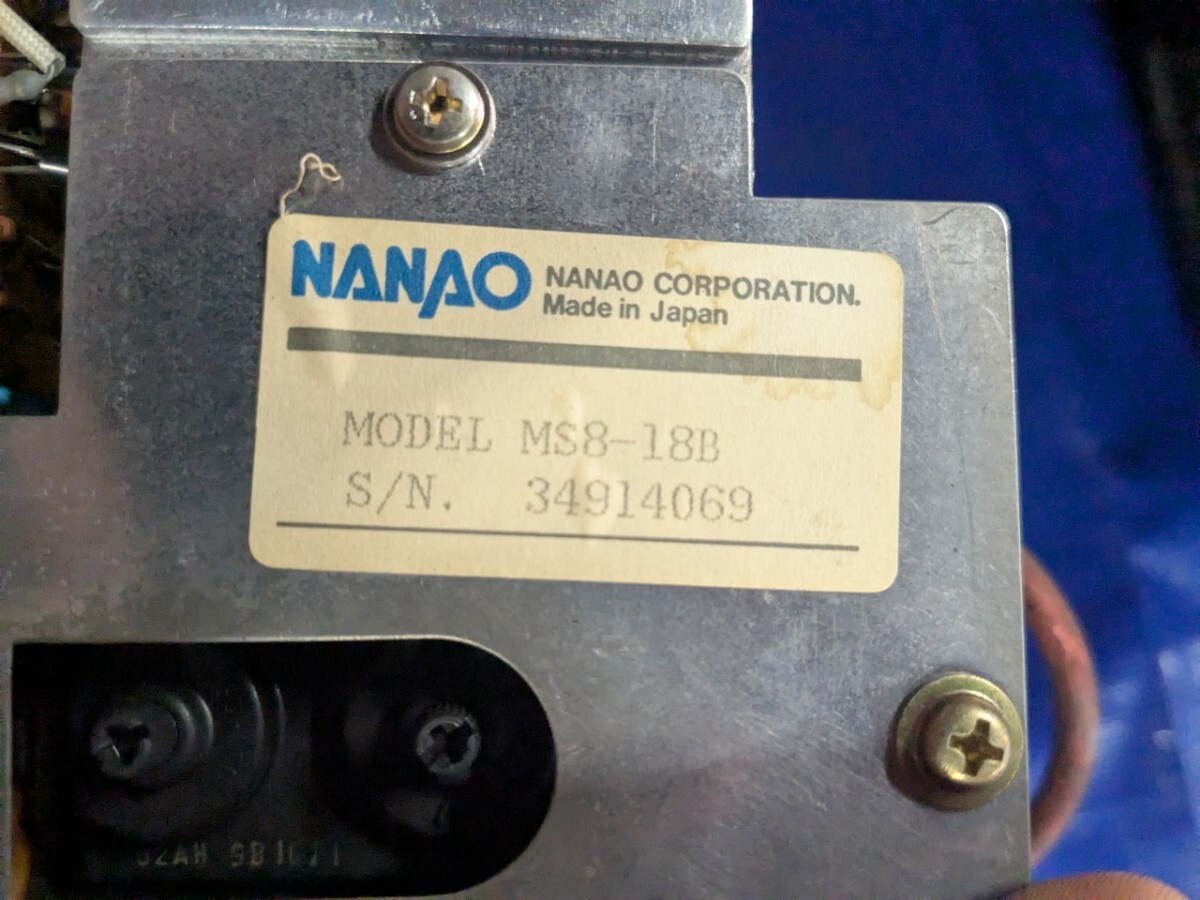 NANAO
NANAO CORPORATION.
Made in Japan
MODEL MS8-18B
S/N. 34914069